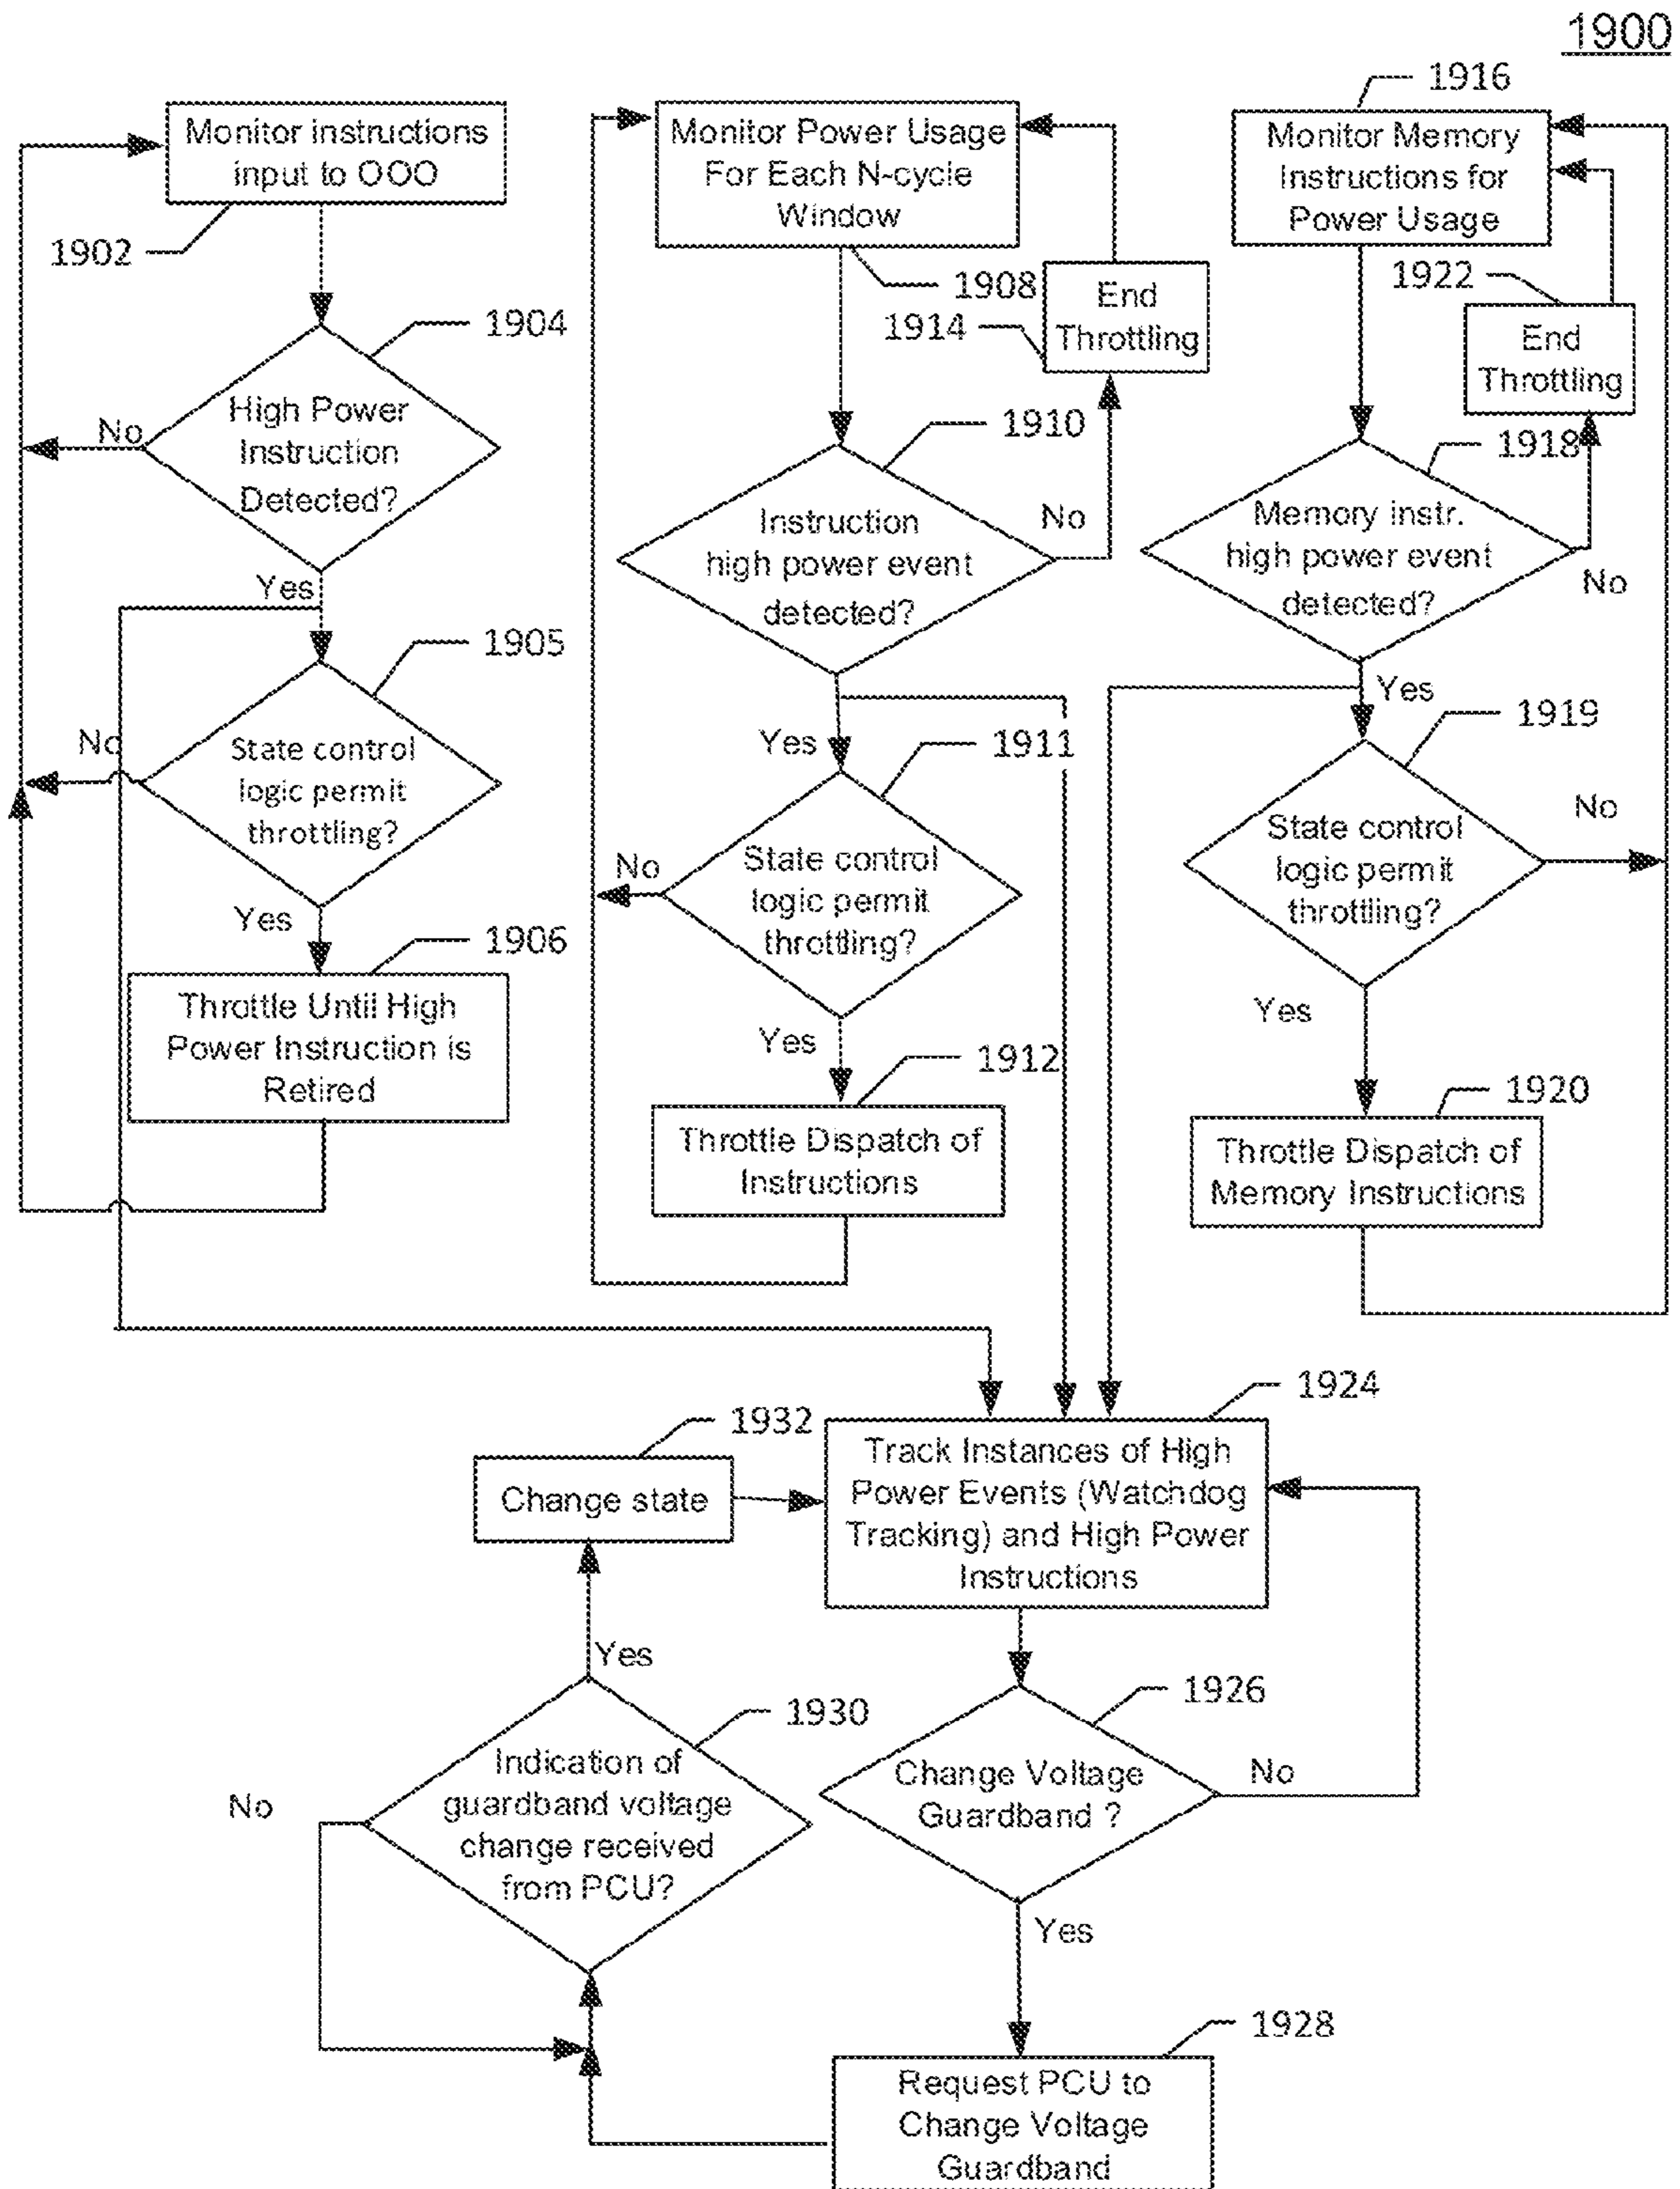 1900
Monitor instructions
input to OOO
1902
1904
High Power
Instruction
Detected?
No
Yes
1905
State control
logic permit
throttling?
No
Yes
1906
Throttle Until High
Power Instruction is
Retired
Monitor Power Usage
For Each N-cycle
Window
1908
End
Throttling
1914
1910
Instruction
high power event
detected?
No
Yes
1911
State control
logic permit
throttling?
No
Yes
1912
Throttle Dispatch of
Instructions
1916
Monitor Memory
Instructions for
Power Usage
1922
End
Throttling
1918
Memory instr.
high power event
detected?
No
Yes
1919
State control
logic permit
throttling?
No
Yes
1920
Throttle Dispatch of
Memory Instructions
1924
Track Instances of High
Power Events (Watchdog
Tracking) and High Power
Instructions
1932
Change state
1926
Change Voltage
Guardband ?
No
Yes
1930
Indication of
guardband voltage
change received
from PCU?
Yes
No
1928
Request PCU to
Change Voltage
Guardband